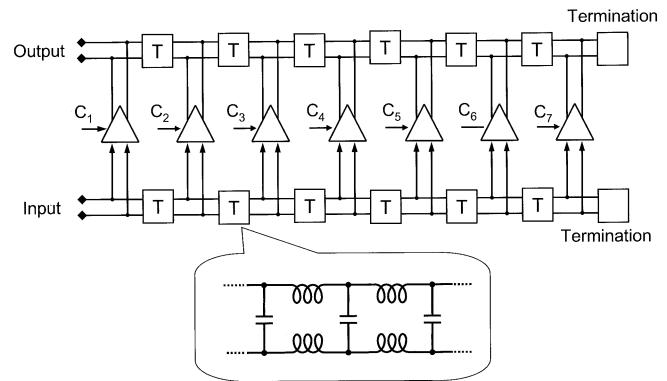 Termination
Output
T T T T T T
C1 C2 C3 C4 C5 C6 C7
Input
T T T T T T
Termination